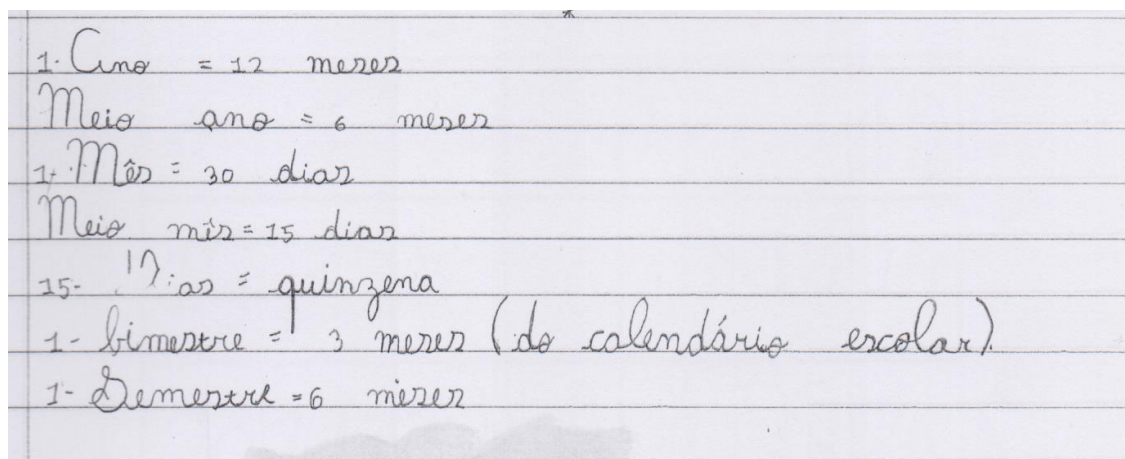 1. Ano = 12 meses
Meio ano = 6 meses
1. Mês = 30 dias
Meio mês = 15 dias
15- Dias = quinzena
1- bimestre = 3 meses (do calendário escolar).
1- Semestre = 6 meses